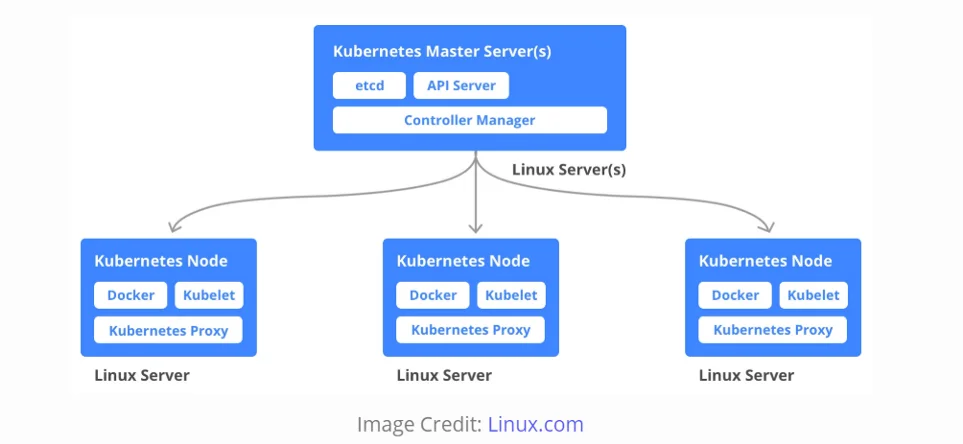 Kubernetes Master Server(s)
etcd API Server
Controller Manager
Linux Server(s)
Kubernetes Node
Docker Kubelet
Kubernetes Proxy
Linux Server
Kubernetes Node
Docker Kubelet
Kubernetes Proxy
Linux Server
Kubernetes Node
Docker Kubelet
Kubernetes Proxy
Linux Server
Image Credit: Linux.com